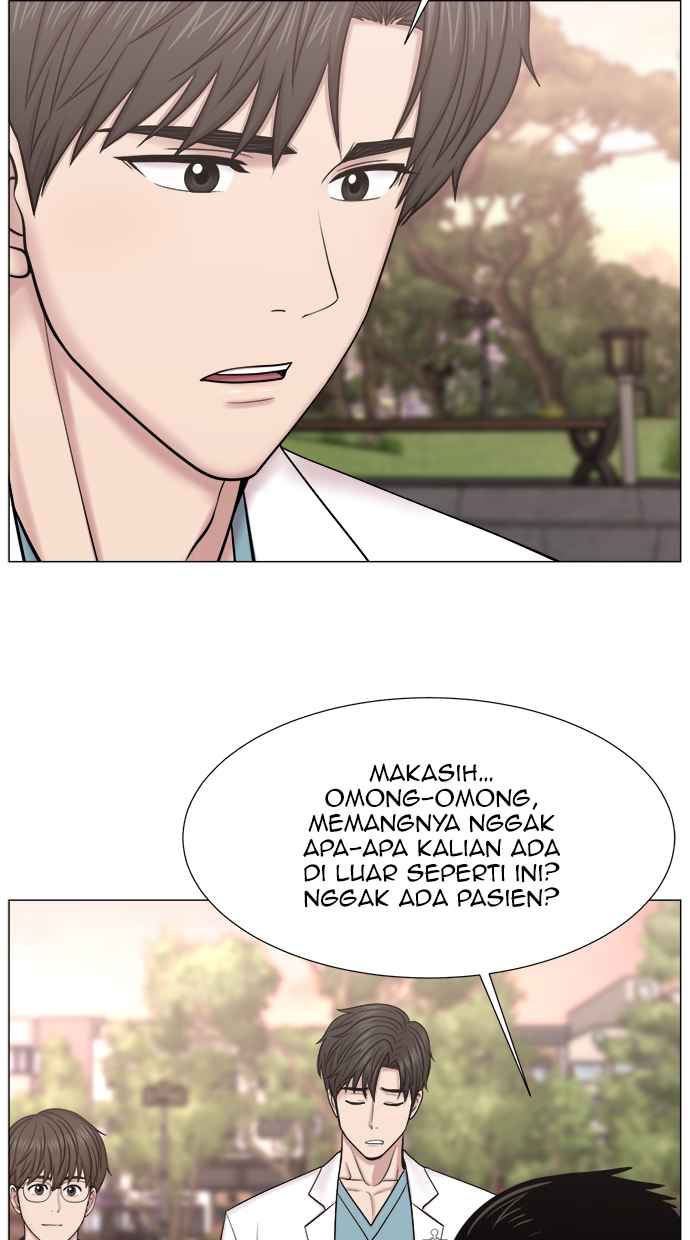 MAKASIH...
OMONG-OMONG,
MEMANGNYA NGGAK
APA-APA KALIAN ADA
DI LUAR SEPERTI INI?
NGGAK ADA PASIEN?